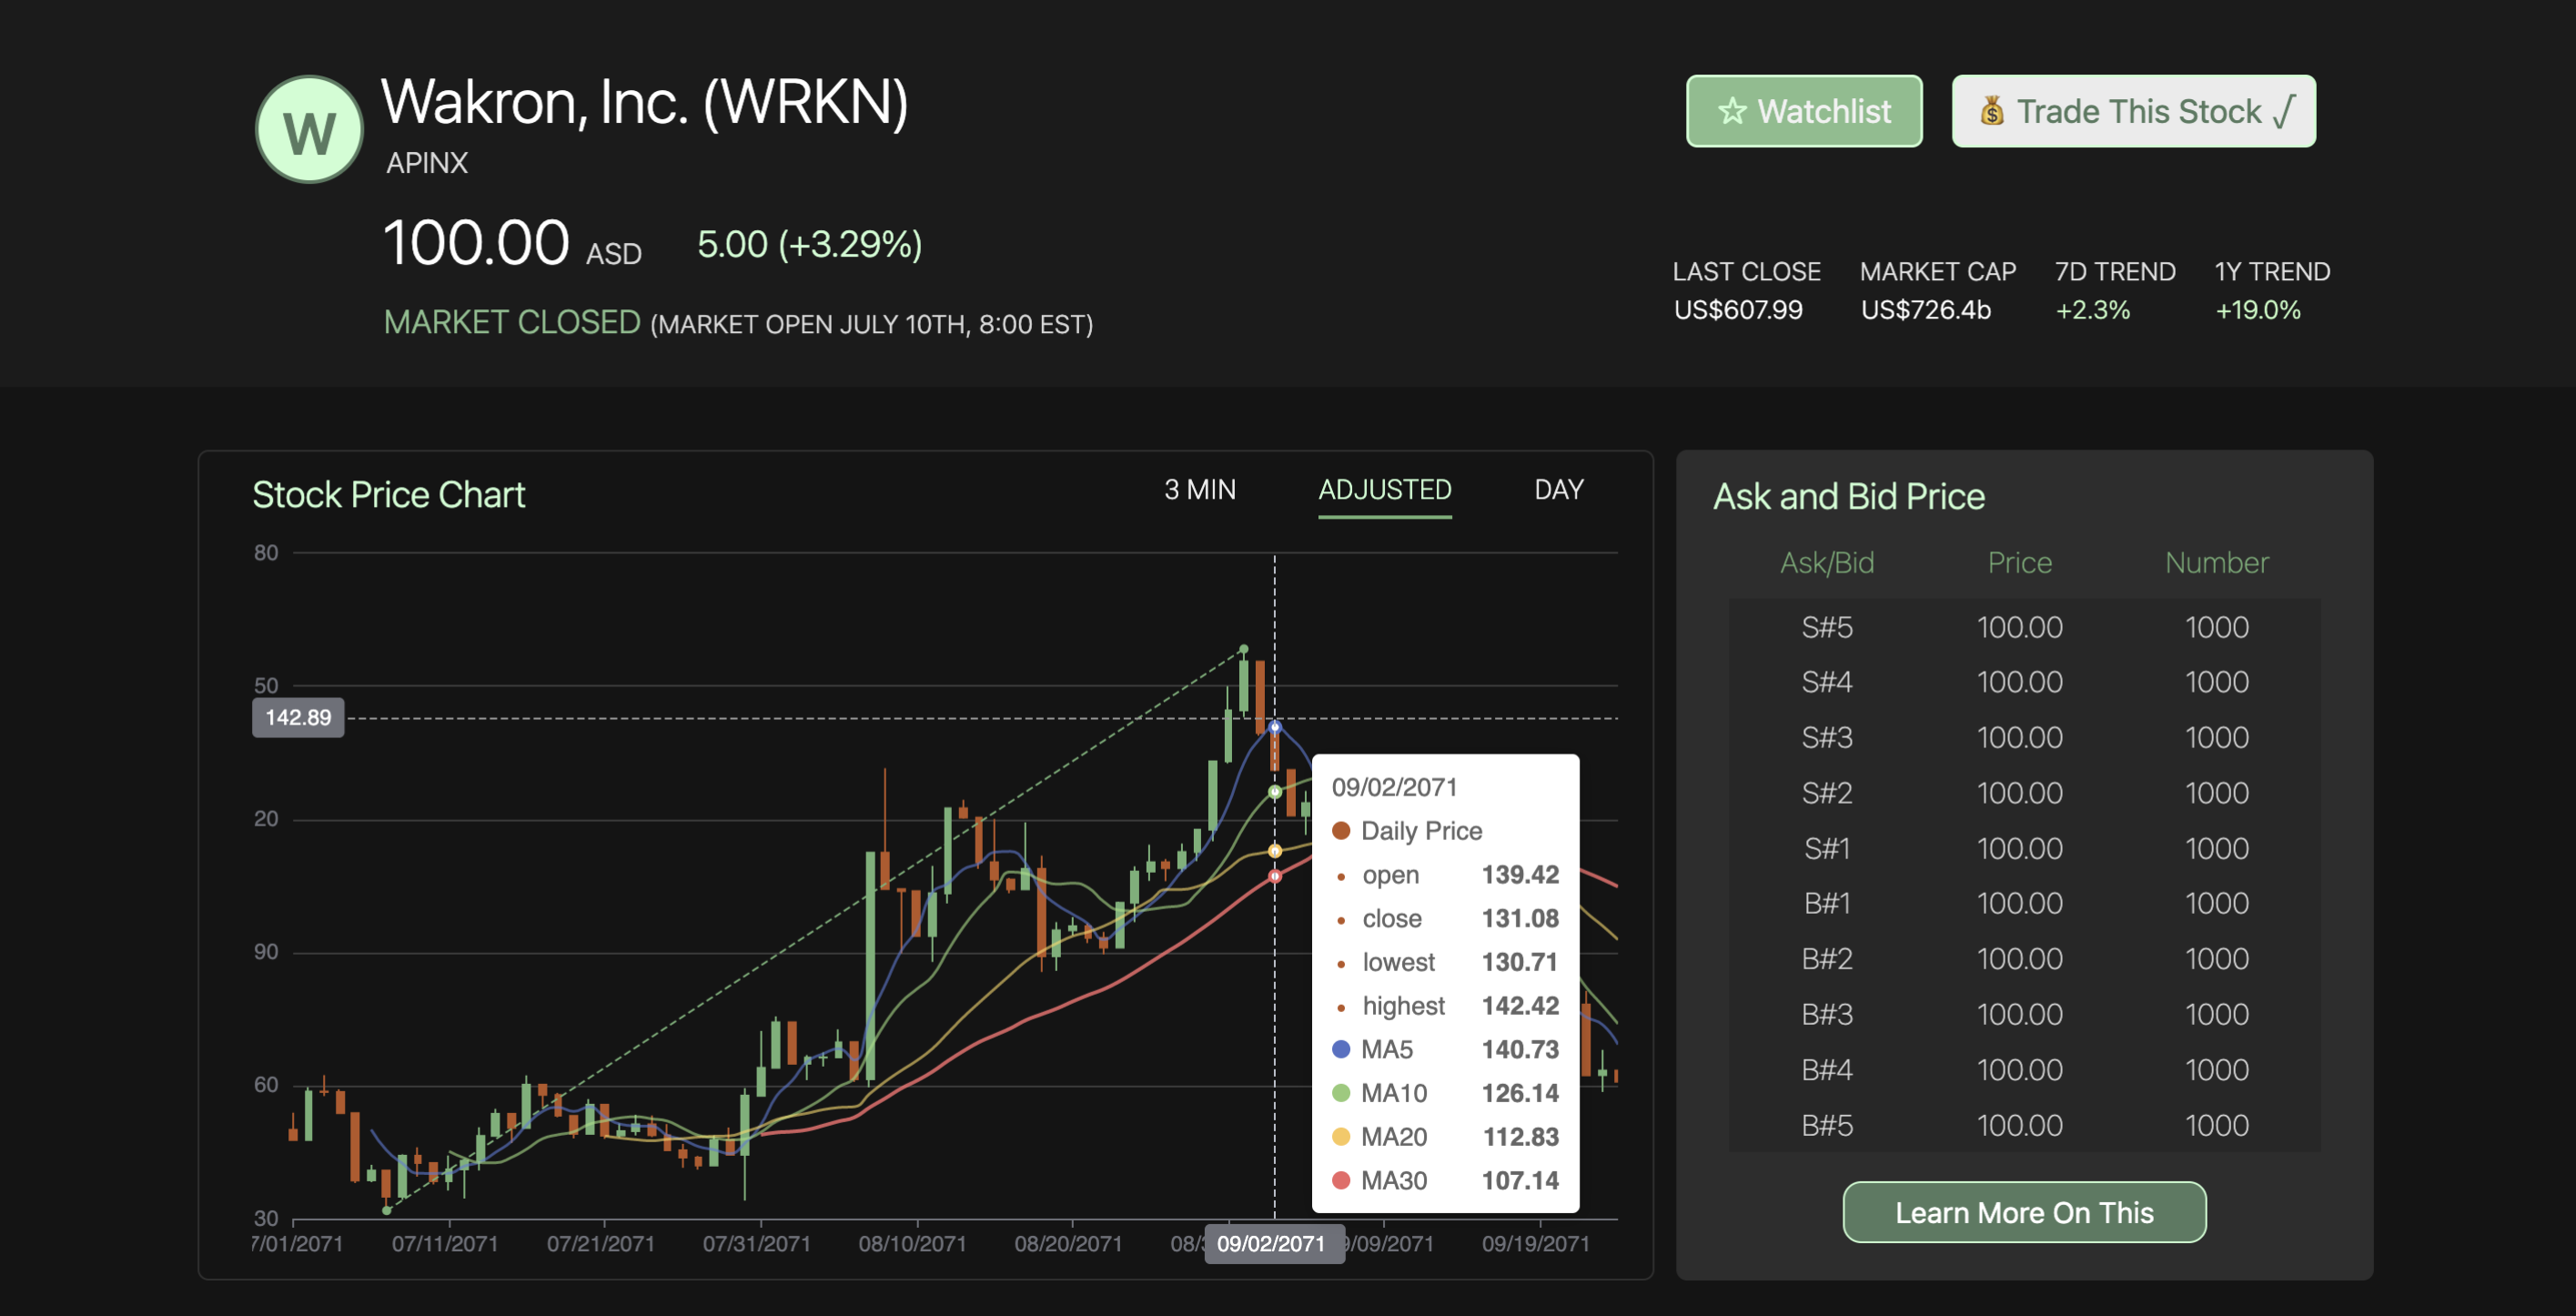 W
Wakron, Inc. (WRKN)
APINX
100.00 ASD 5.00 (+3.29%)
MARKET CLOSED (MARKET OPEN JULY 10TH, 8:00 EST)
☆ Watchlist
💰 Trade This Stock √
LAST CLOSE MARKET CAP 7D TREND 1Y TREND
US$607.99 US$726.4b +2.3% +19.0%
Stock Price Chart
3 MIN ADJUSTED DAY
80
50
142.89
20
90
60
30
7/01/2071 07/11/2071 07/21/2071 07/31/2071 08/10/2071 08/20/2071 08/3 09/02/2071 9/09/2071 09/19/2071
09/02/2071
Daily Price
open 139.42
close 131.08
lowest 130.71
highest 142.42
MA5 140.73
MA10 126.14
MA20 112.83
MA30 107.14
Ask and Bid Price
Ask/Bid Price Number
S#5 100.00 1000
S#4 100.00 1000
S#3 100.00 1000
S#2 100.00 1000
S#1 100.00 1000
B#1 100.00 1000
B#2 100.00 1000
B#3 100.00 1000
B#4 100.00 1000
B#5 100.00 1000
Learn More On This